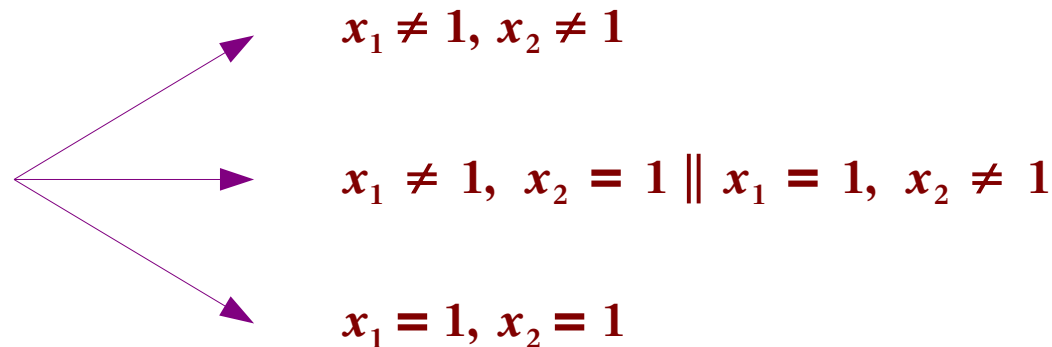 x₁ ≠ 1, x₂ ≠ 1
x₁ ≠ 1, x₂ = 1 ‖ x₁ = 1, x₂ ≠ 1
x₁ = 1, x₂ = 1